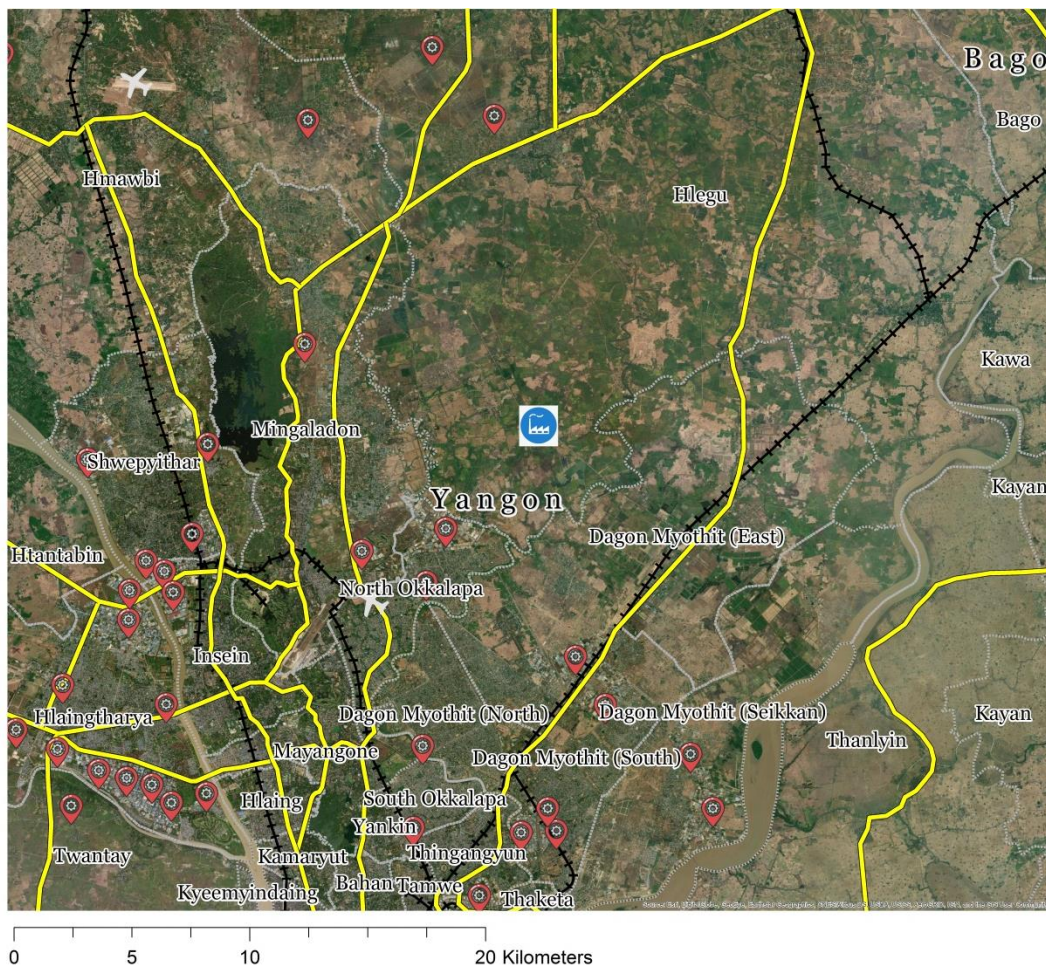 Bago
Bago
Hmawbi
Hlegu
Kawa
Mingaladon
Shwepyithar
Yangon
Kayan
Dagon Myothit (East)
Htantabin
North Okkalapa
Insein
Hlaingtharya
Dagon Myothit (North)
Dagon Myothit (Seikkan)
Kayan
Thanlyin
Mayangone
Dagon Myothit (South)
Hlaing
South Okkalapa
Yankin
Twantay
Kamaryut
Thingangyun
Kyeemyindaing
Bahan
Tamwe
Thaketa
0 5 10 20 Kilometers